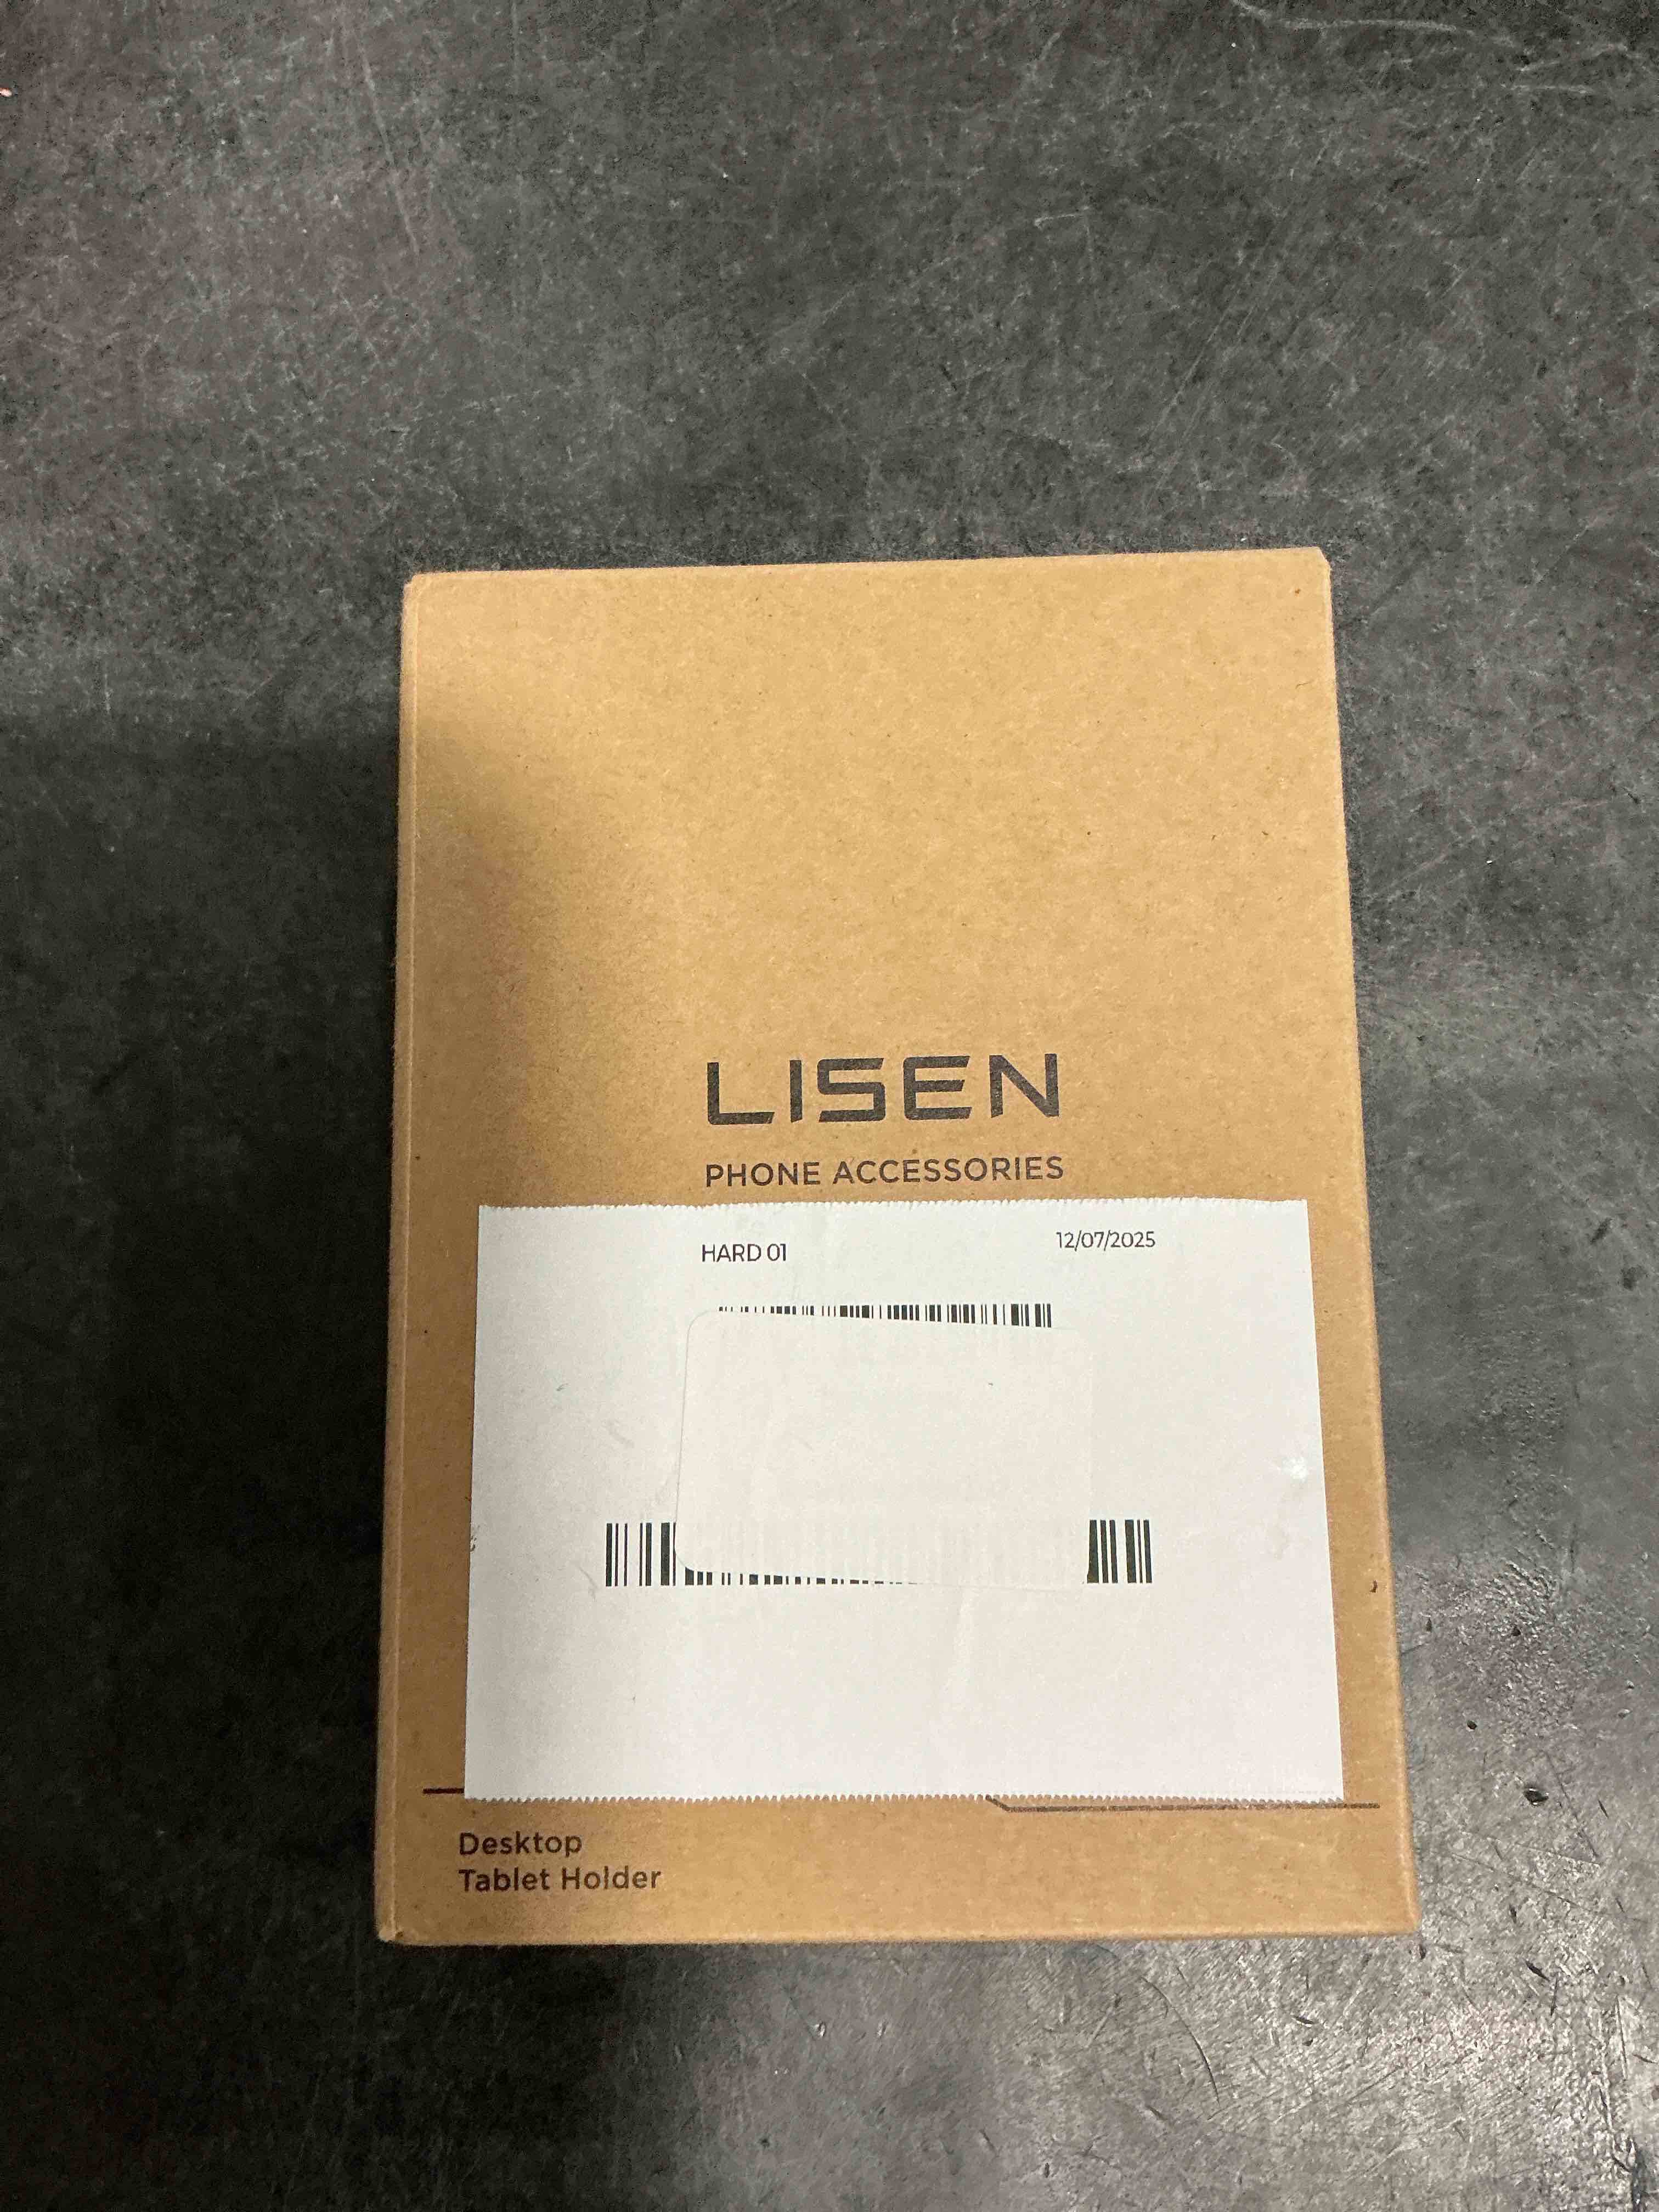 LISEN
PHONE ACCESSORIES
HARD 01
12/07/2025
Desktop
Tablet Holder